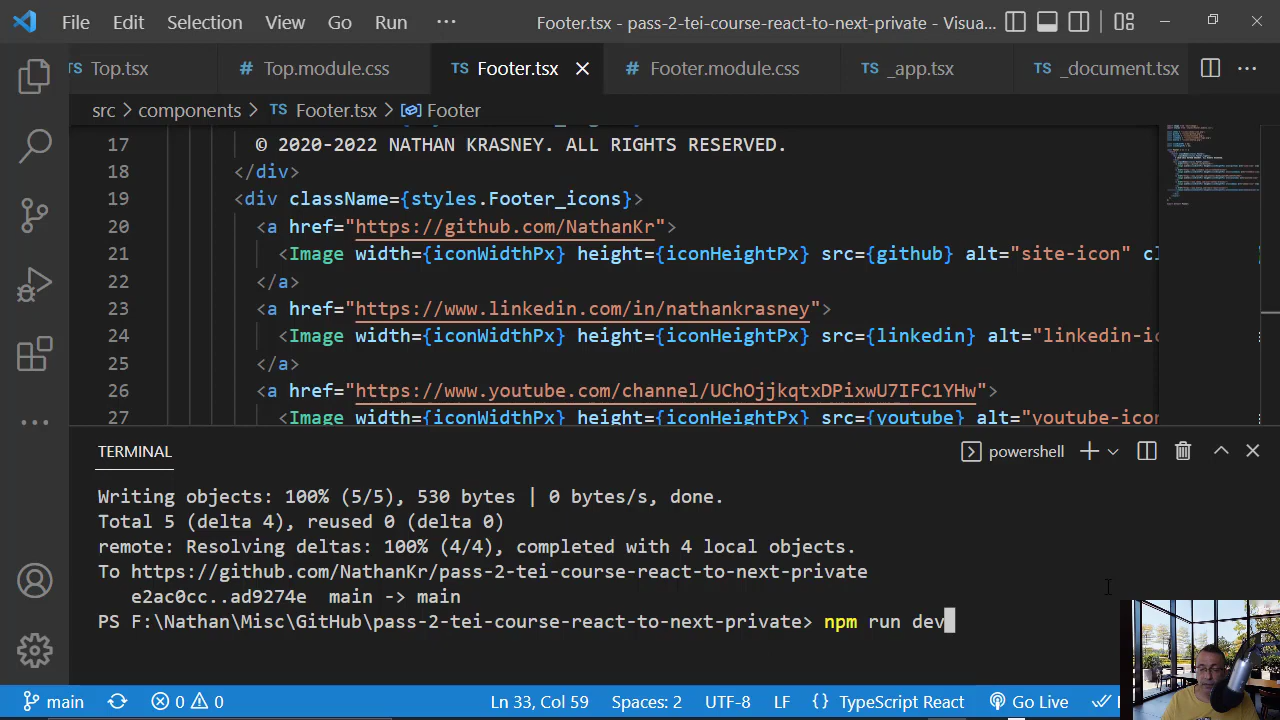 File Edit Selection View Go Run ··· Footer.tsx - pass-2-tei-course-react-to-next-private - Visua...
TS Top.tsx # Top.module.css TS Footer.tsx # Footer.module.css TS _app.tsx TS _document.tsx ···
src > components > TS Footer.tsx > Footer
17 © 2020-2022 NATHAN KRASNEY. ALL RIGHTS RESERVED.
18 </div>
19 <div className={styles.Footer_icons}>
20 <a href="https://github.com/NathanKr">
21 <Image width={iconWidthPx} height={iconHeightPx} src={github} alt="site-icon" cl
22 </a>
23 <a href="https://www.linkedin.com/in/nathankrasney">
24 <Image width={iconWidthPx} height={iconHeightPx} src={linkedin} alt="linkedin-ic
25 </a>
26 <a href="https://www.youtube.com/channel/UChOjjkqtxDPixwU7IFC1YHw">
27 <Image width={iconWidthPx} height={iconHeightPx} src={youtube} alt="youtube-icon
TERMINAL powershell
Writing objects: 100% (5/5), 530 bytes | 0 bytes/s, done.
Total 5 (delta 4), reused 0 (delta 0)
remote: Resolving deltas: 100% (4/4), completed with 4 local objects.
To https://github.com/NathanKr/pass-2-tei-course-react-to-next-private
e2ac0cc..ad9274e main -> main
PS F:\Nathan\Misc\GitHub\pass-2-tei-course-react-to-next-private> npm run dev
main 0 0 Ln 33, Col 59 Spaces: 2 UTF-8 LF {} TypeScript React Go Live